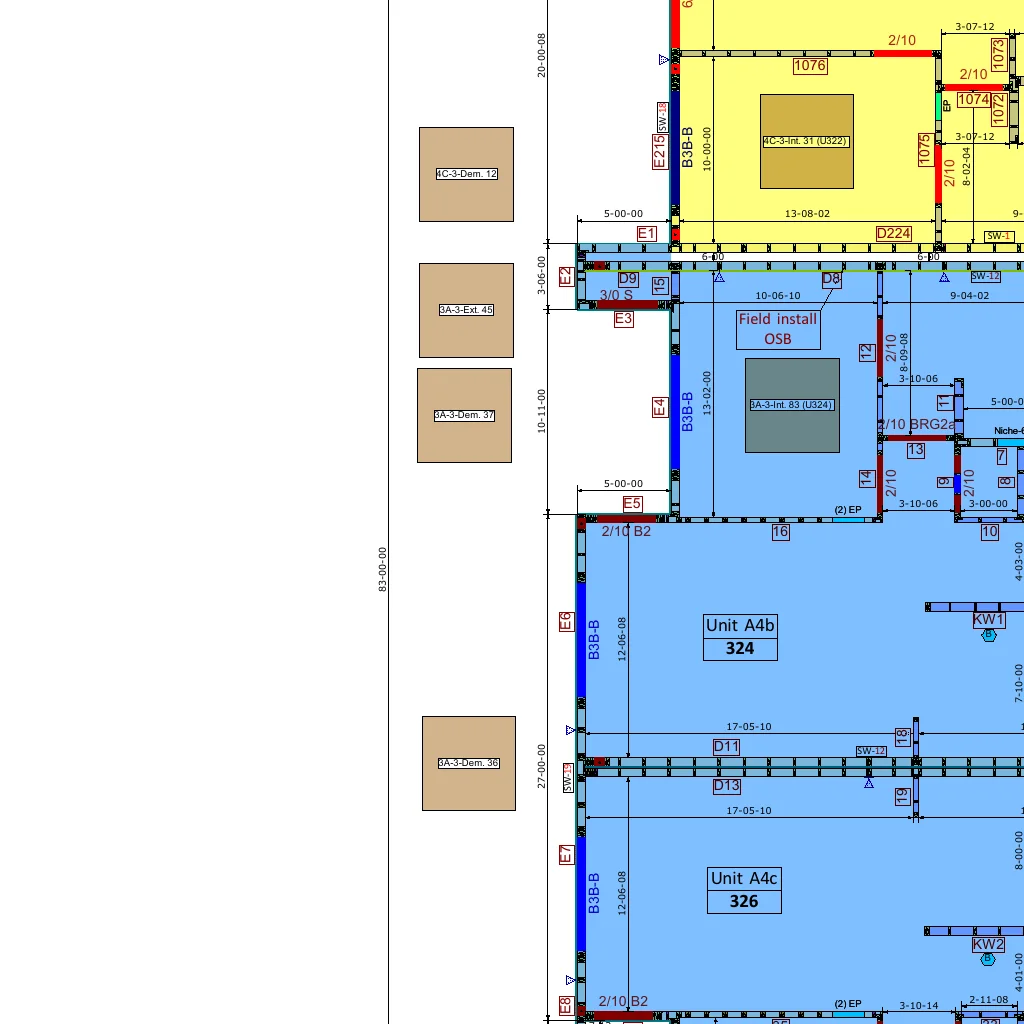 20-00-08
6
2/10
3-07-12
1076
1073
2/10
1074
1072
SW-18
E215
B3B-B
10-00-00
EP
4C-3-Int. 31 (U322)
1075
2/10
3-07-12
8-02-04
4C-3-Dem. 12
5-00-00
13-08-02
9-
E1
D224
SW-1
6-00
6-00
3-06-00
E2
D9
15
D8
SW-12
3/0 S
10-06-10
9-04-02
3A-3-Ext. 45
E3
Field install
OSB
12
2/10
8-09-08
3A-3-Int. 83 (U324)
3-10-06
13-02-00
E4
B3B-B
11
5-00-0
3A-3-Dem. 37
10-11-00
2/10 BRG2a
Niche-6
13
7
14
2/10
9
2/10
8
5-00-00
E5
3-10-06
3-00-00
(2) EP
2/10 B2
16
10
83-00-00
4-03-00
E6
B3B-B
12-06-08
Unit A4b
324
KW1
B
7-10-00
17-05-10
18
1
D11
SW-12
3A-3-Dem. 36
27-00-00
SW-19
D13
19
17-05-10
1
E7
8-00-00
B3B-B
12-06-08
Unit A4c
326
KW2
B
4-01-00
E8
2/10 B2
(2) EP
3-10-14
2-11-08